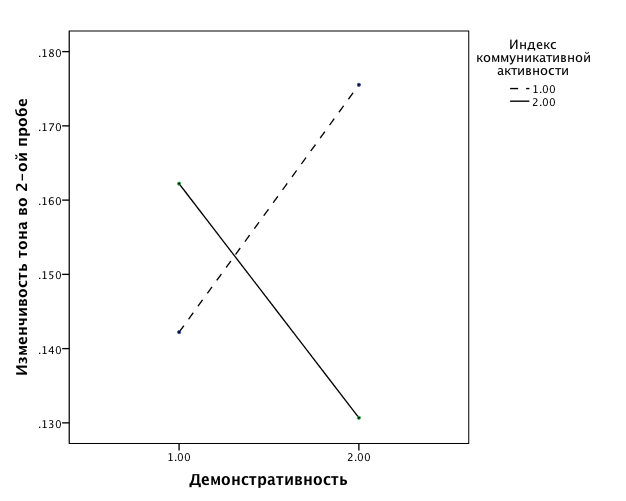 Индекс
коммуникативной
активности
1.00
2.00
Изменчивость тона во 2-ой пробе
.180
.170
.160
.150
.140
.130
1.00 2.00
Демонстративность